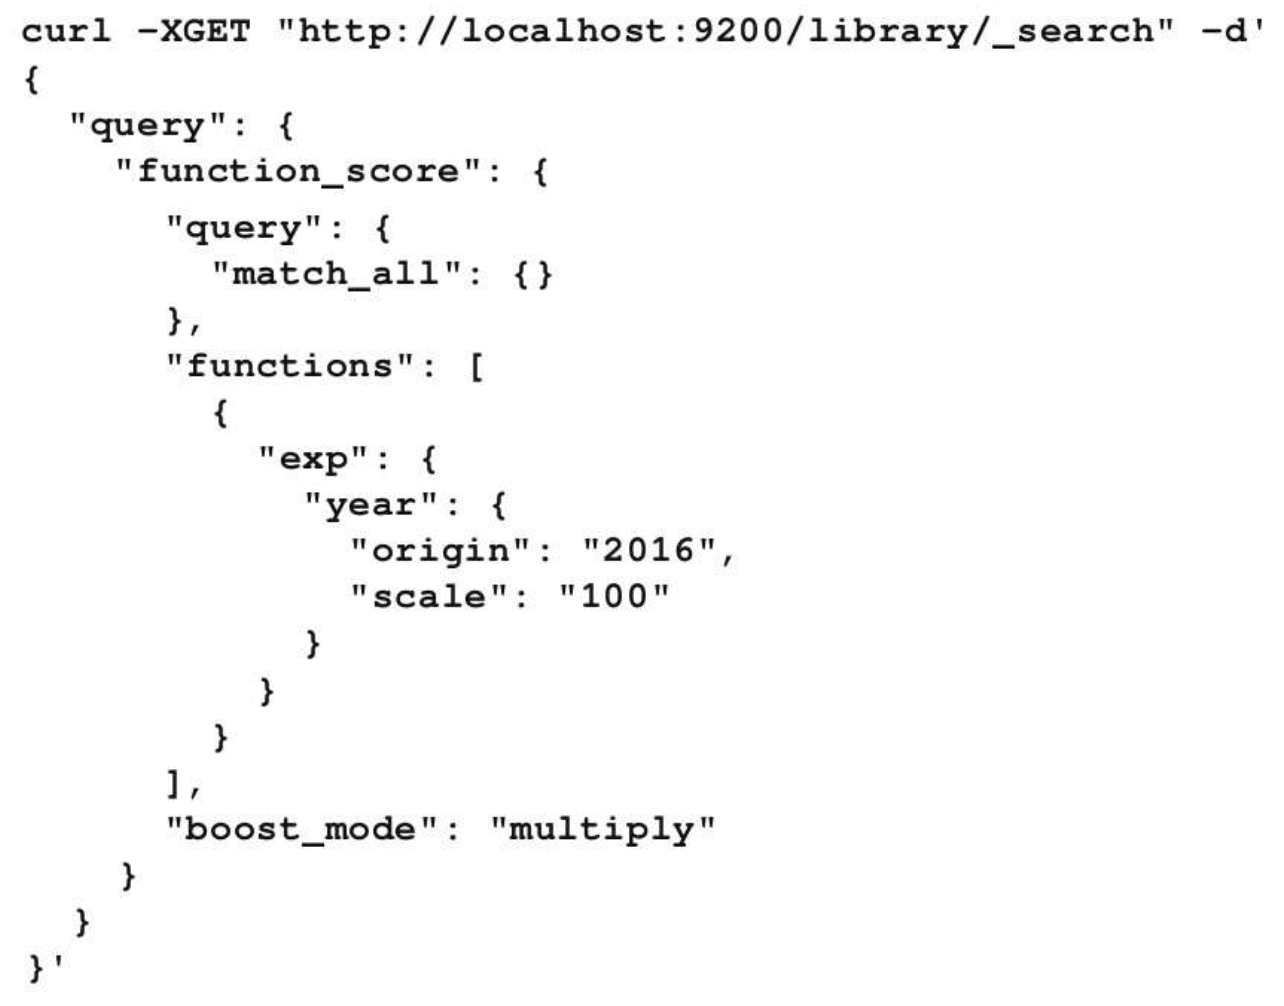 curl –XGET "http://localhost:9200/library/_search" –d'
{
  "query": {
    "function_score": {
      "query": {
        "match_all": {}
      },
      "functions": [
        {
          "exp": {
            "year": {
              "origin": "2016",
              "scale": "100"
            }
          }
        }
      ],
      "boost_mode": "multiply"
    }
  }
}'